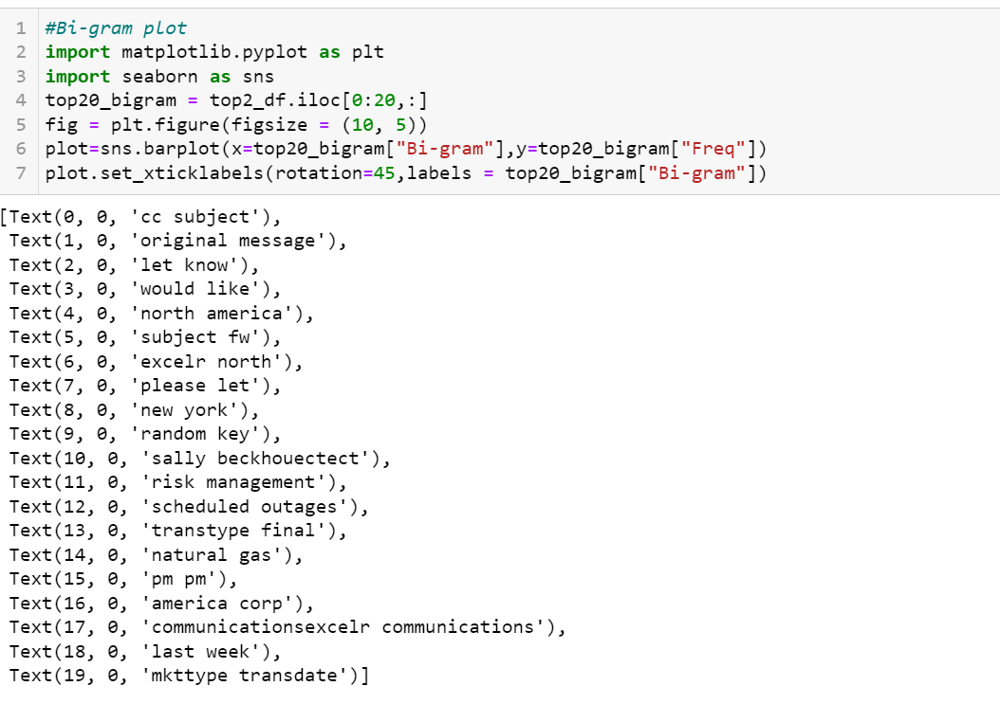 1 #Bi-gram plot
2 import matplotlib.pyplot as plt
3 import seaborn as sns
4 top20_bigram = top2_df.iloc[0:20,:]
5 fig = plt.figure(figsize = (10, 5))
6 plot=sns.barplot(x=top20_bigram["Bi-gram"],y=top20_bigram["Freq"])
7 plot.set_xticklabels(rotation=45,labels = top20_bigram["Bi-gram"])
[Text(0, 0, 'cc subject'),
Text(1, 0, 'original message'),
Text(2, 0, 'let know'),
Text(3, 0, 'would like'),
Text(4, 0, 'north america'),
Text(5, 0, 'subject fw'),
Text(6, 0, 'excelr north'),
Text(7, 0, 'please let'),
Text(8, 0, 'new york'),
Text(9, 0, 'random key'),
Text(10, 0, 'sally beckhouectect'),
Text(11, 0, 'risk management'),
Text(12, 0, 'scheduled outages'),
Text(13, 0, 'transtype final'),
Text(14, 0, 'natural gas'),
Text(15, 0, 'pm pm'),
Text(16, 0, 'america corp'),
Text(17, 0, 'communicationsexcelr communications'),
Text(18, 0, 'last week'),
Text(19, 0, 'mkttype transdate')]